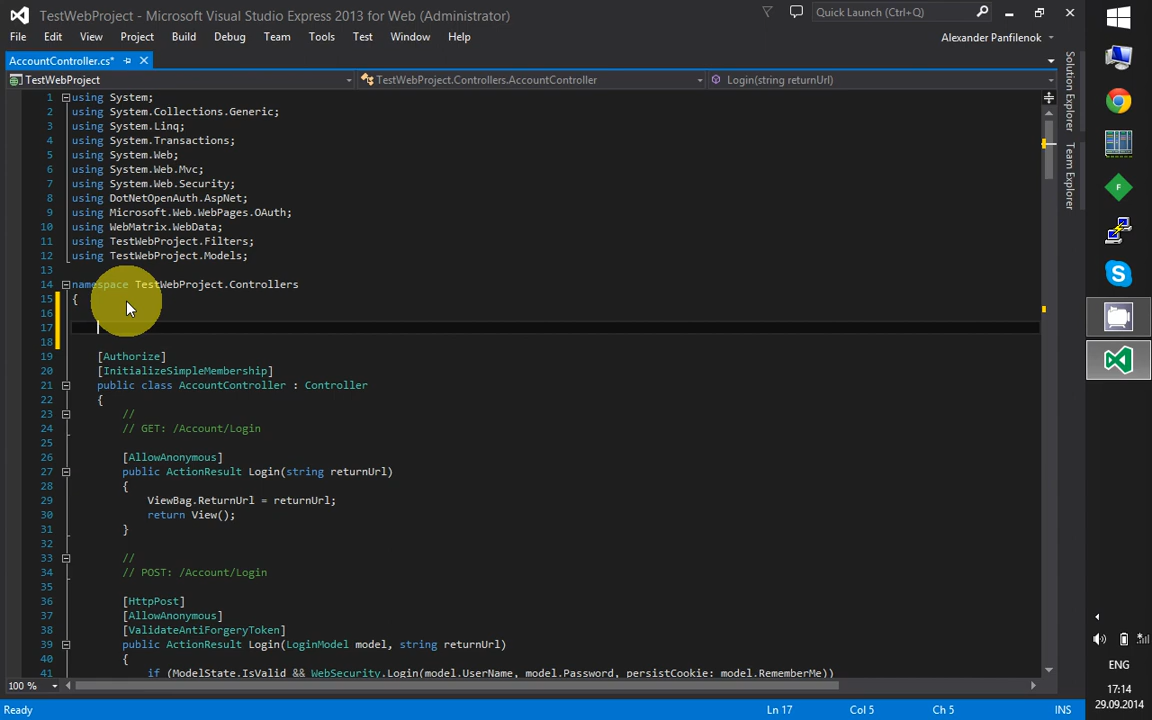 TestWebProject - Microsoft Visual Studio Express 2013 for Web (Administrator)
Quick Launch (Ctrl+Q)
File Edit View Project Build Debug Team Tools Test Window Help
Alexander Panfilenok
AccountController.cs*
TestWebProject
TestWebProject.Controllers.AccountController
Login(string returnUrl)
Solution Explorer
Team Explorer
1 using System;
2 using System.Collections.Generic;
3 using System.Linq;
4 using System.Transactions;
5 using System.Web;
6 using System.Web.Mvc;
7 using System.Web.Security;
8 using DotNetOpenAuth.AspNet;
9 using Microsoft.Web.WebPages.OAuth;
10 using WebMatrix.WebData;
11 using TestWebProject.Filters;
12 using TestWebProject.Models;
13
14 namespace TestWebProject.Controllers
15 {
16
17
18
19 [Authorize]
20 [InitializeSimpleMembership]
21 public class AccountController : Controller
22 {
23 //
24 // GET: /Account/Login
25
26 [AllowAnonymous]
27 public ActionResult Login(string returnUrl)
28 {
29 ViewBag.ReturnUrl = returnUrl;
30 return View();
31 }
32
33 //
34 // POST: /Account/Login
35
36 [HttpPost]
37 [AllowAnonymous]
38 [ValidateAntiForgeryToken]
39 public ActionResult Login(LoginModel model, string returnUrl)
40 {
41 if (ModelState.IsValid && WebSecurity.Login(model.UserName, model.Password, persistCookie: model.RememberMe))
100 %
Ready
Ln 17
Col 5
Ch 5
INS
F
ENG
17:14
29.09.2014